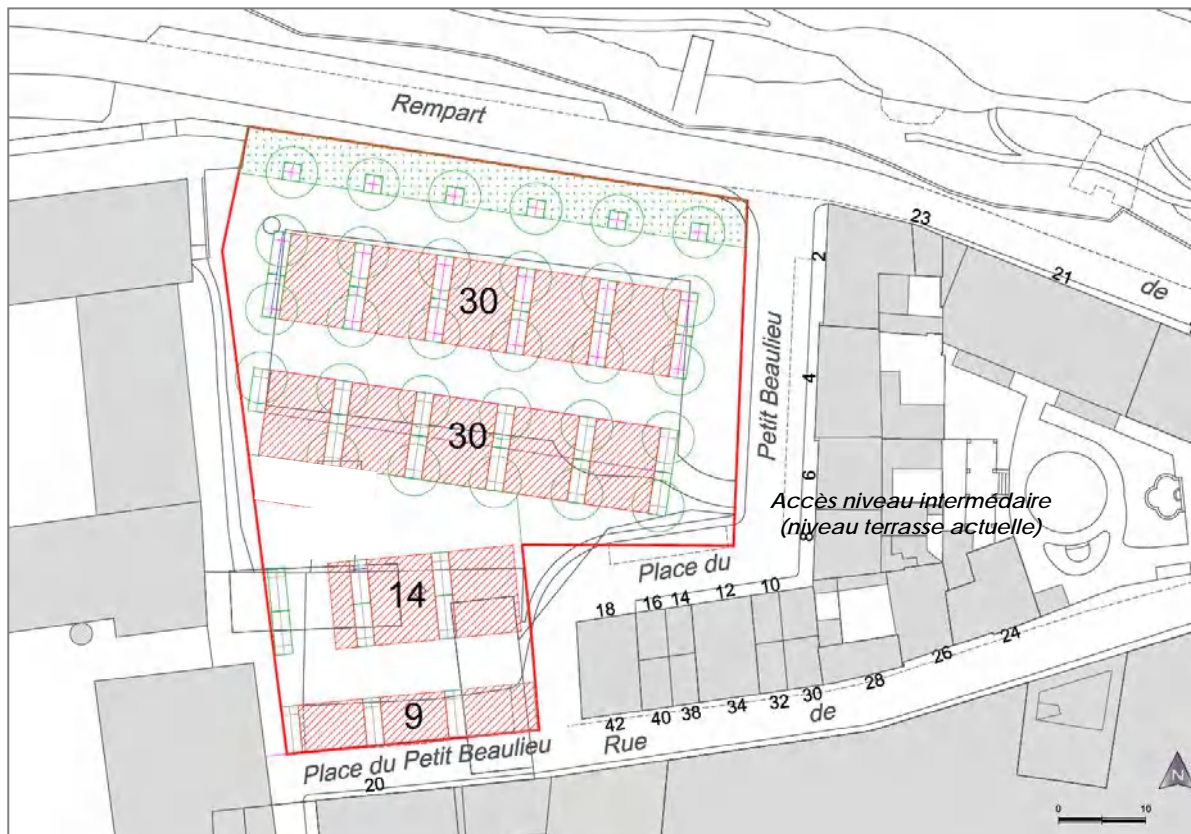 Rempart
23
21
de
2
4
6
8
Petit Beaulieu
30
30
Accès niveau intermédaire
(niveau terrasse actuelle)
Place du
14
18
16
14
12
10
9
42
40
38
34
32
30
28
26
24
Place du Petit Beaulieu
Rue
de
20
N
0
10